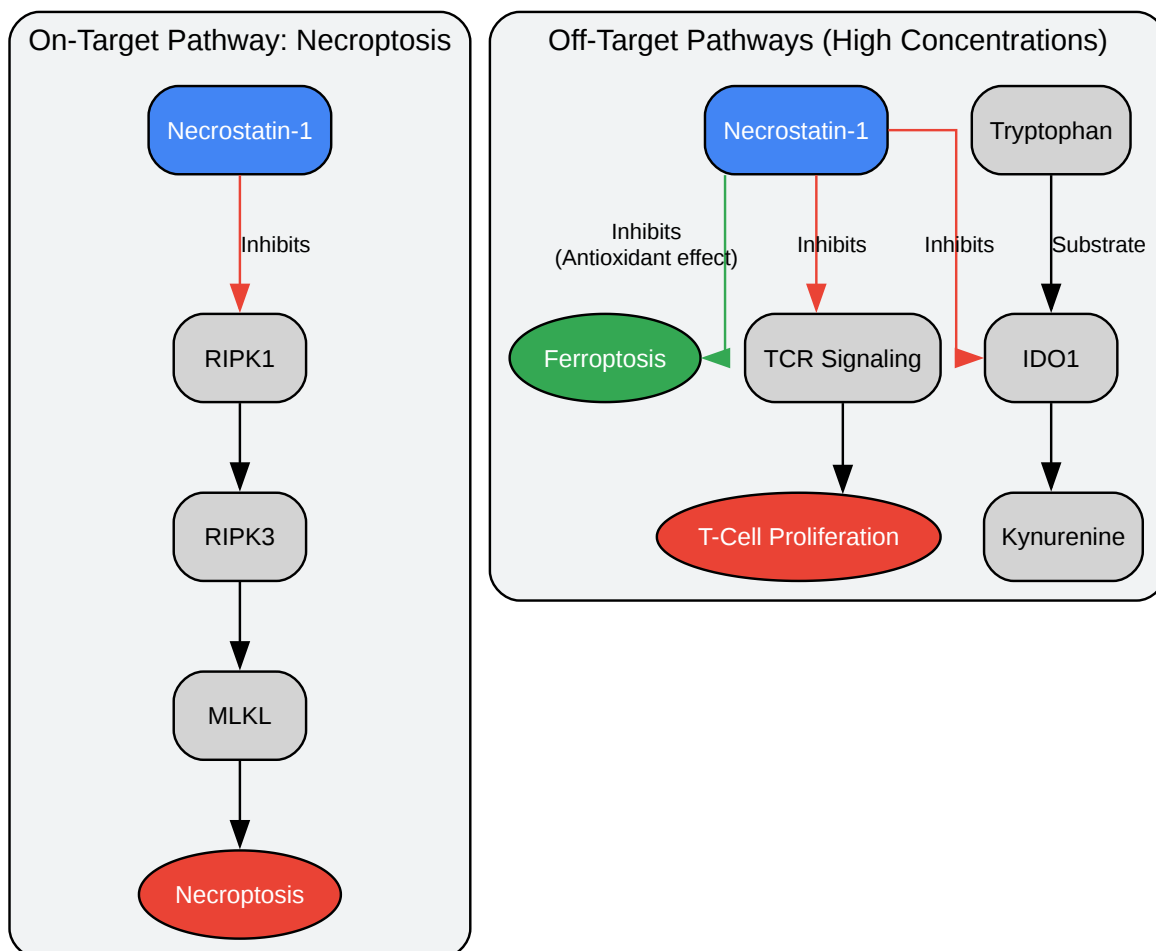 On-Target Pathway: Necroptosis
Necrostatin-1
Inhibits
RIPK1
RIPK3
MLKL
Necroptosis
Off-Target Pathways (High Concentrations)
Necrostatin-1
Tryptophan
Inhibits
(Antioxidant effect)
Inhibits
Inhibits
Substrate
Ferroptosis
TCR Signaling
IDO1
T-Cell Proliferation
Kynurenine